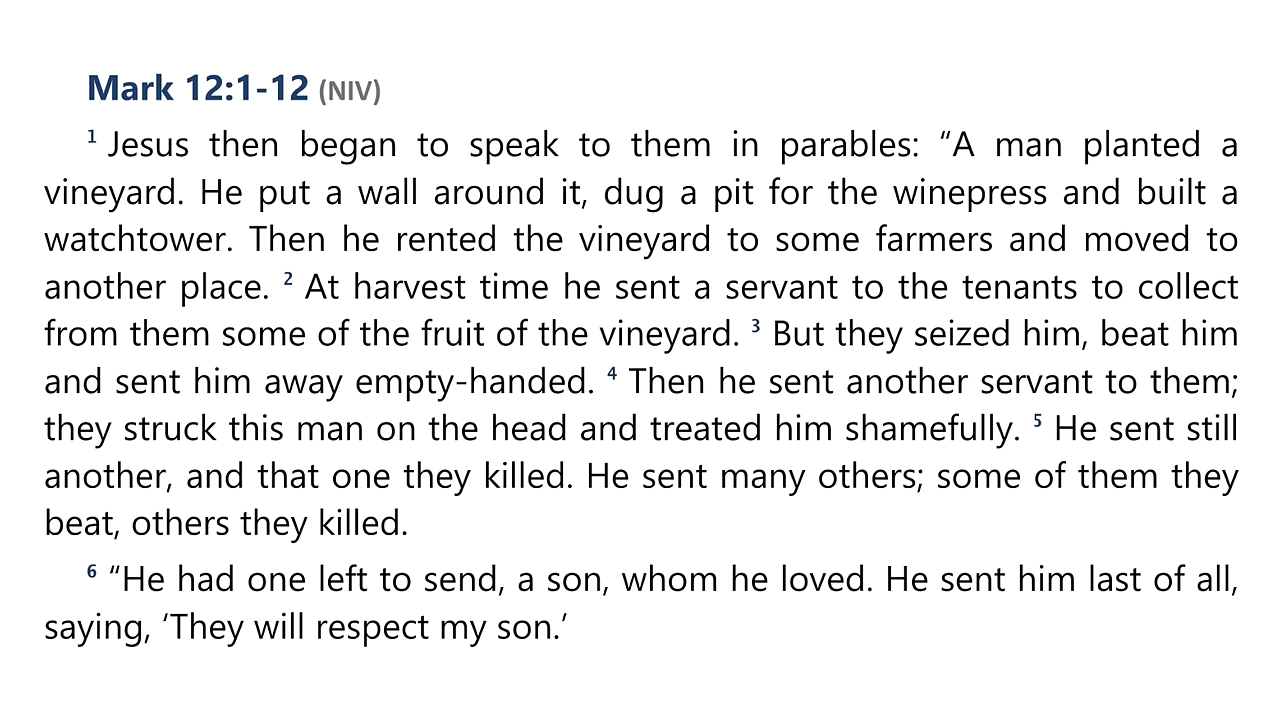 Mark 12:1-12 (NIV)
1 Jesus then began to speak to them in parables: “A man planted a
vineyard. He put a wall around it, dug a pit for the winepress and built a
watchtower. Then he rented the vineyard to some farmers and moved to
another place. 2 At harvest time he sent a servant to the tenants to collect
from them some of the fruit of the vineyard. 3 But they seized him, beat him
and sent him away empty-handed. 4 Then he sent another servant to them;
they struck this man on the head and treated him shamefully. 5 He sent still
another, and that one they killed. He sent many others; some of them they
beat, others they killed.
6 “He had one left to send, a son, whom he loved. He sent him last of all,
saying, ‘They will respect my son.’